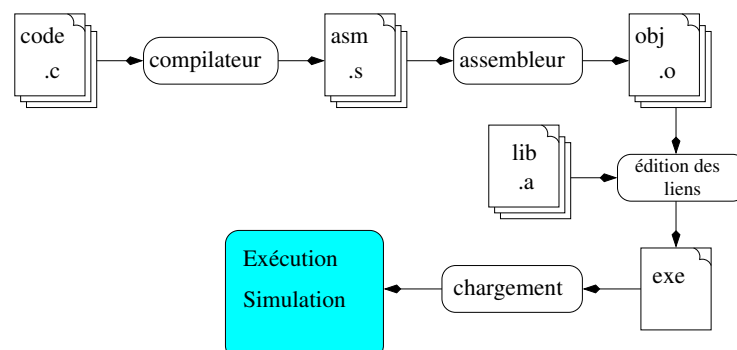 code
.c
compilateur
asm
.s
assembleur
obj
.o
lib
.a
édition des
liens
exe
chargement
Exécution
Simulation